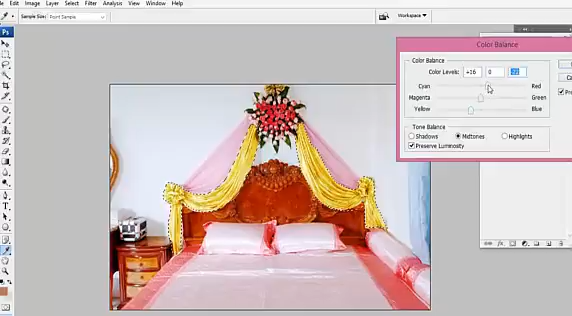 File Edit Image Layer Select Filter Analysis View Window Help
Sample Size: Point Sample
Workspace
Ps
Color Balance
Color Balance
Color Levels: +16 0 -22
Cyan Red
Magenta Green
Yellow Blue
Tone Balance
Shadows Midtones Highlights
Preserve Luminosity